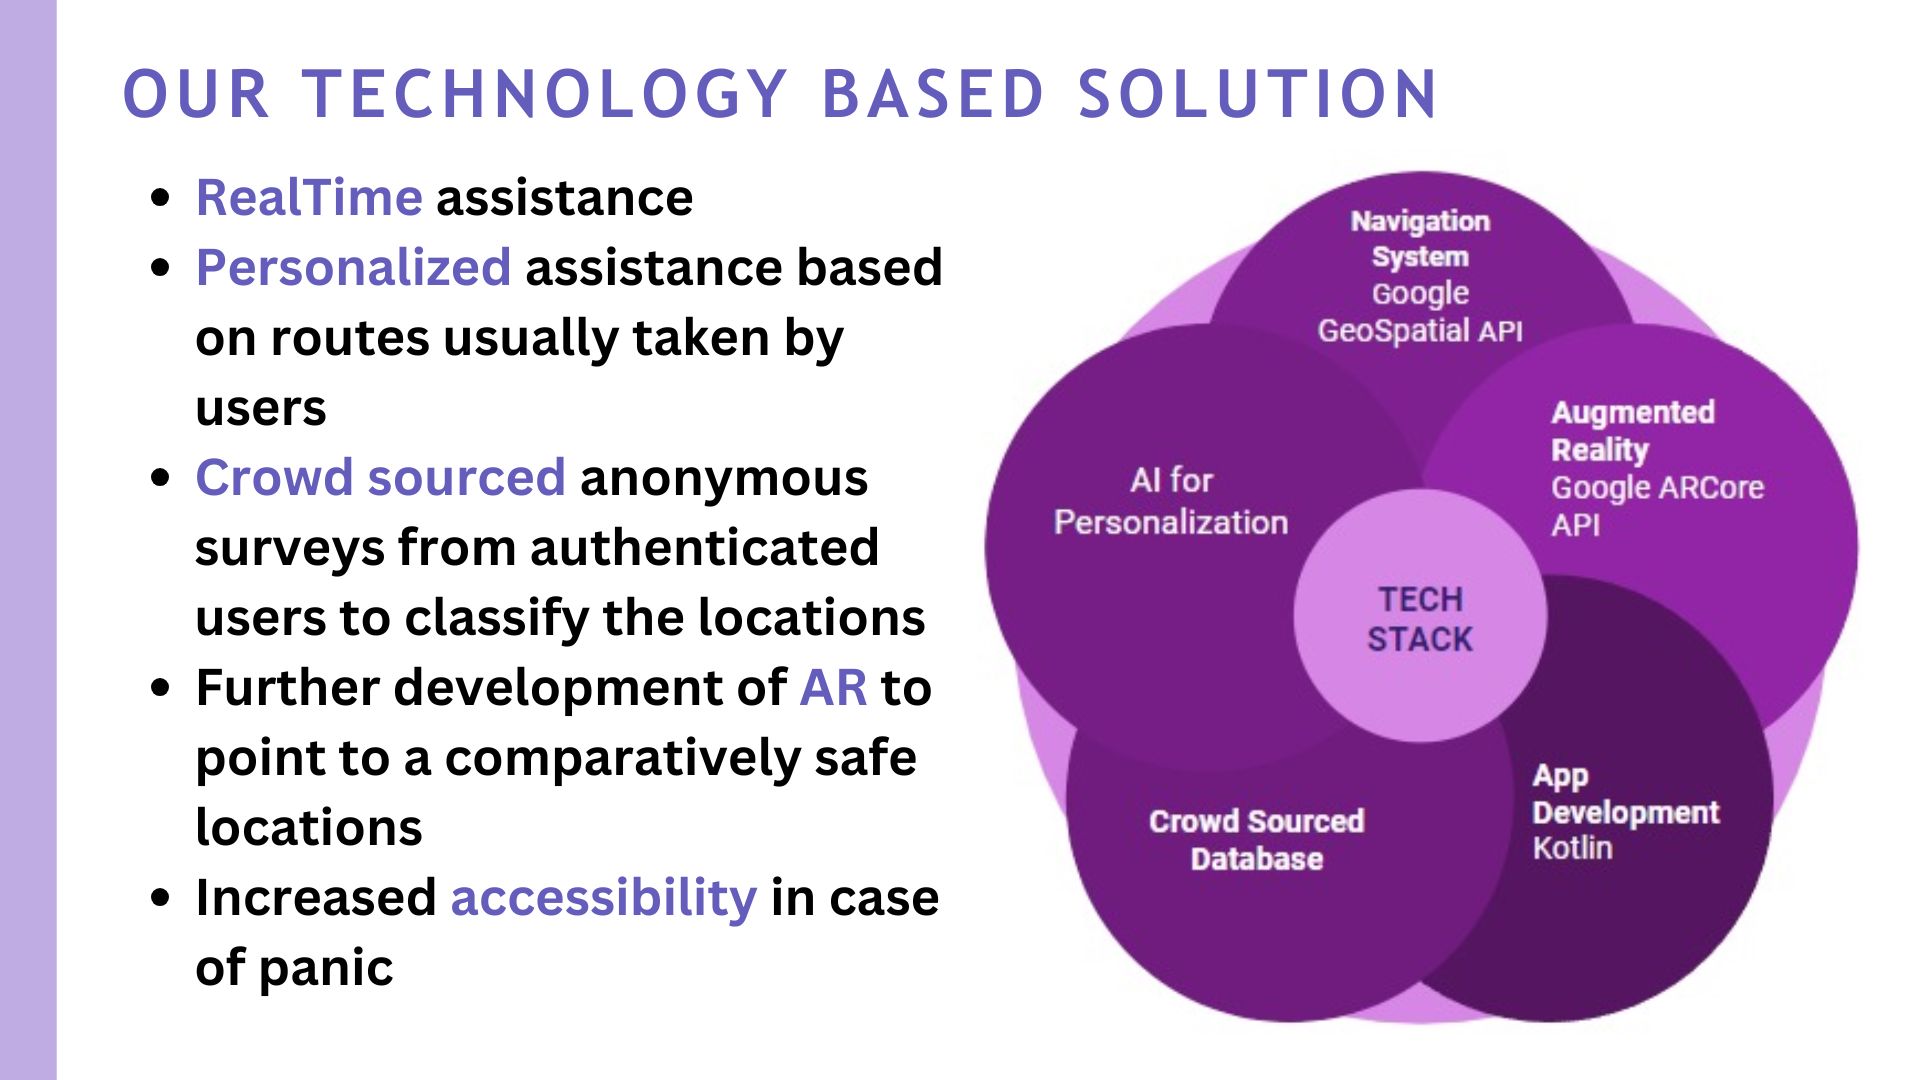 OUR TECHNOLOGY BASED SOLUTION
• RealTime assistance
• Personalized assistance based
on routes usually taken by
users
• Crowd sourced anonymous
surveys from authenticated
users to classify the locations
• Further development of AR to
point to a comparatively safe
locations
• Increased accessibility in case
of panic
Navigation
System
Google
GeoSpatial API
Augmented
Reality
Google ARCore
API
AI for
Personalization
TECH
STACK
App
Development
Kotlin
Crowd Sourced
Database